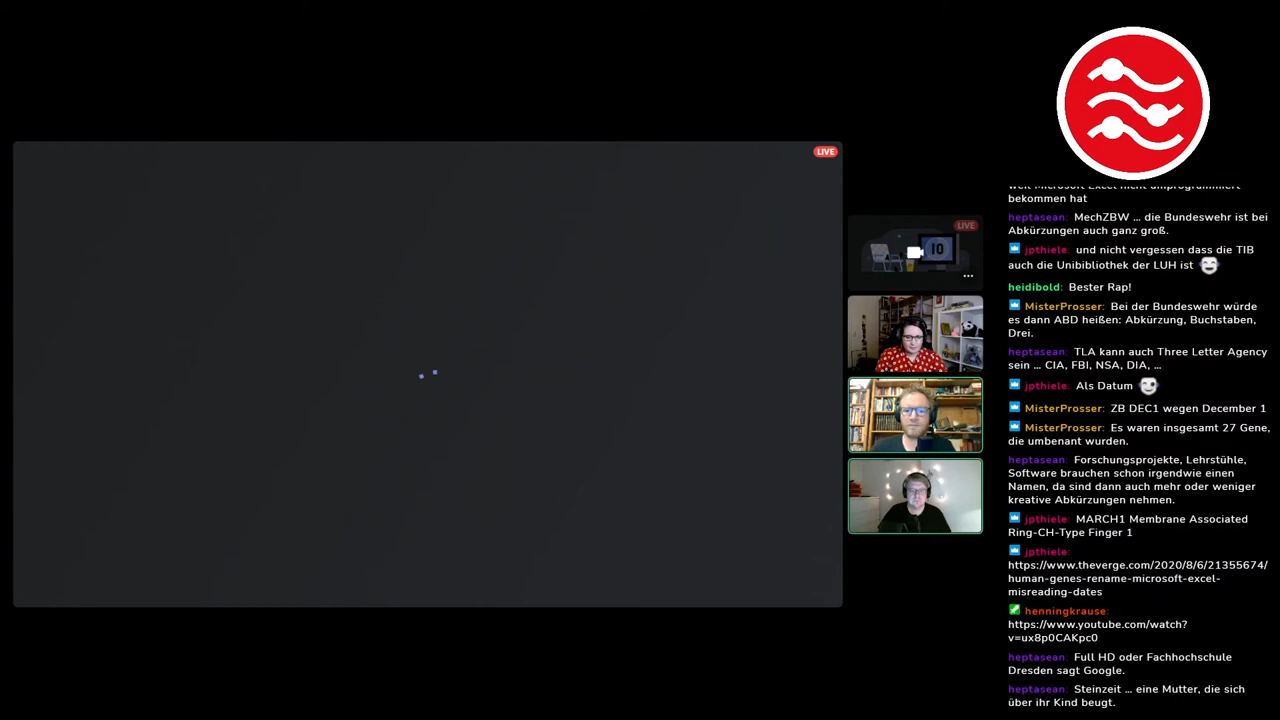 LIVE
LIVE
10
bekommen hat
heptasean: MechZBW … die Bundeswehr ist bei
Abkürzungen auch ganz groß.
jpthiele: und nicht vergessen dass die TIB
auch die Unibibliothek der LUH ist
heidibold: Bester Rap!
MisterProsser: Bei der Bundeswehr würde
es dann ABD heißen: Abkürzung, Buchstaben,
Drei.
heptasean: TLA kann auch Three Letter Agency
sein … CIA, FBI, NSA, DIA, …
jpthiele: Als Datum
MisterProsser: ZB DEC1 wegen December 1
MisterProsser: Es waren insgesamt 27 Gene,
die umbenant wurden.
heptasean: Forschungsprojekte, Lehrstühle,
Software brauchen schon irgendwie einen
Namen, da sind dann auch mehr oder weniger
kreative Abkürzungen nehmen.
jpthiele: MARCH1 Membrane Associated
Ring-CH-Type Finger 1
jpthiele:
https://www.theverge.com/2020/8/6/21355674/
human-genes-rename-microsoft-excel-
misreading-dates
henningkrause:
https://www.youtube.com/watch?
v=ux8p0CAKpc0
heptasean: Full HD oder Fachhochschule
Dresden sagt Google.
heptasean: Steinzeit … eine Mutter, die sich
über ihr Kind beugt.